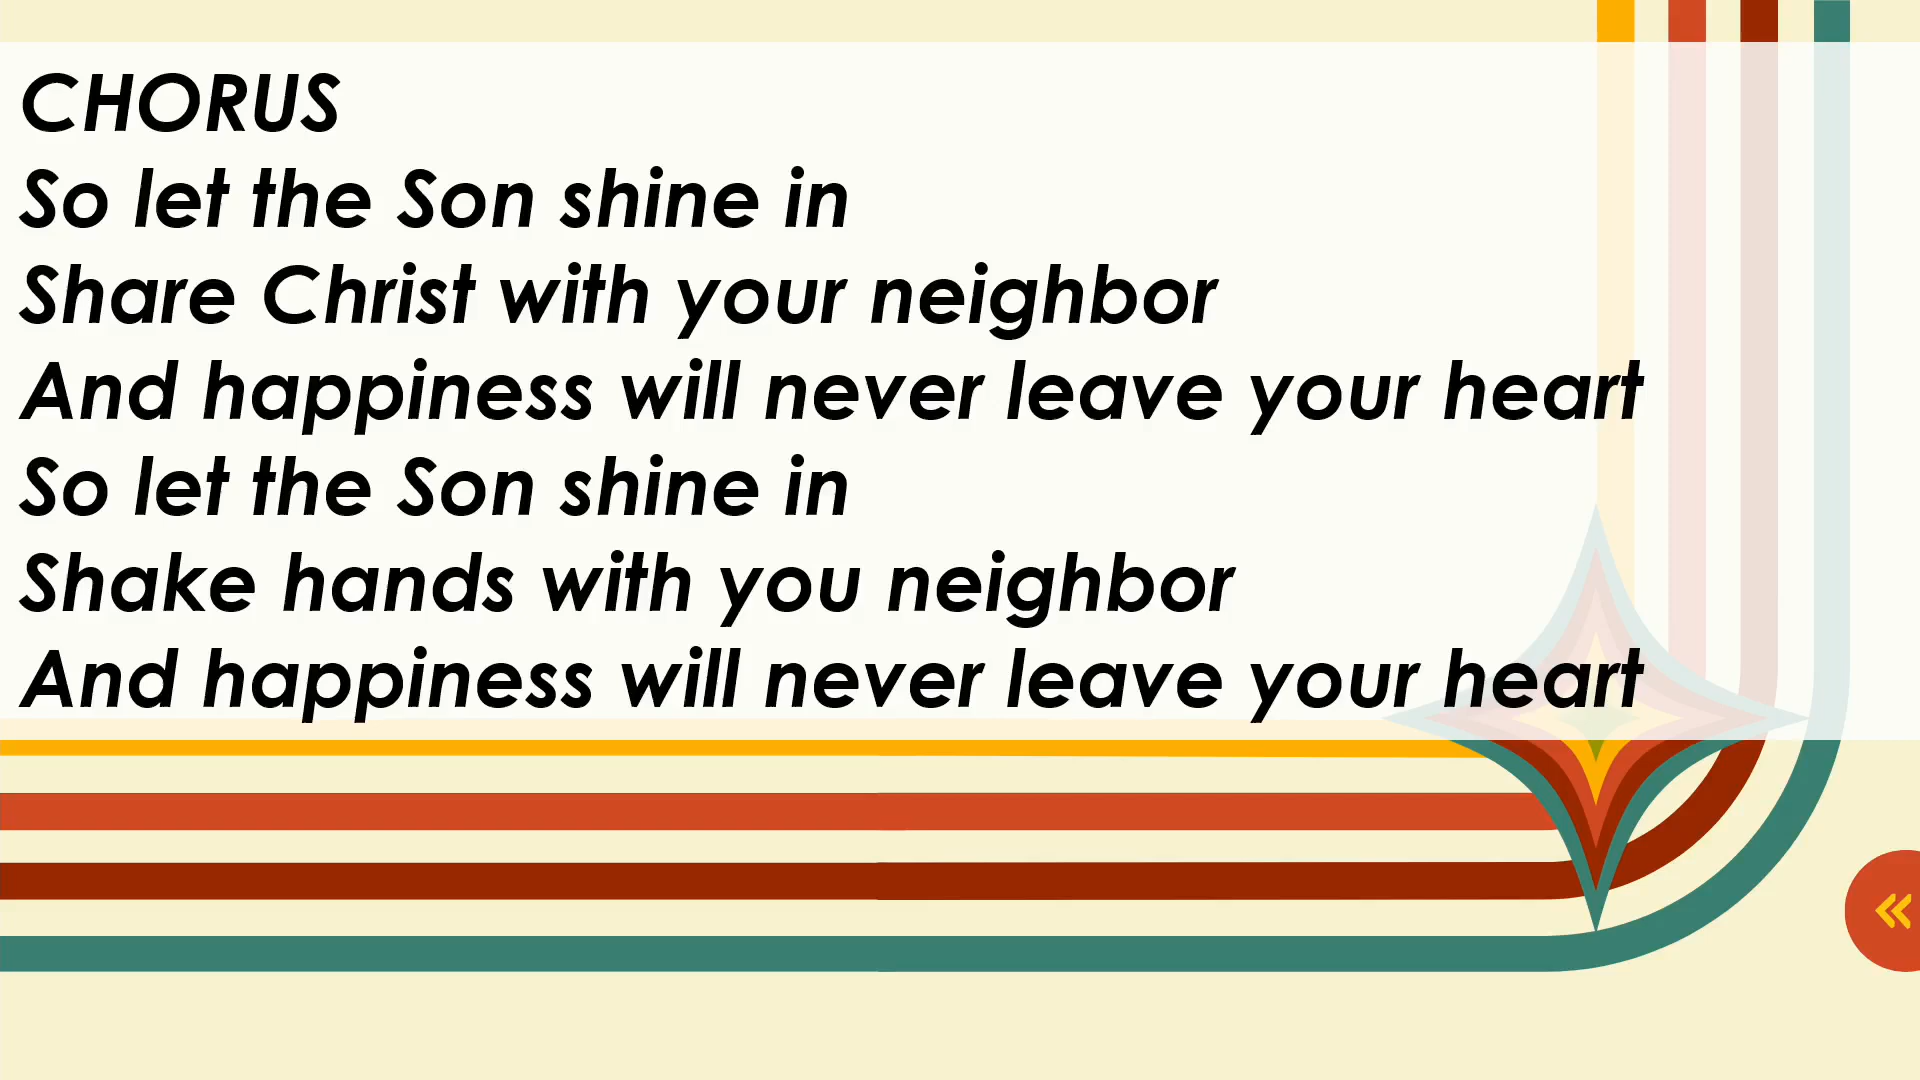 CHORUS
So let the Son shine in
Share Christ with your neighbor
And happiness will never leave your heart
So let the Son shine in
Shake hands with you neighbor
And happiness will never leave your heart
«